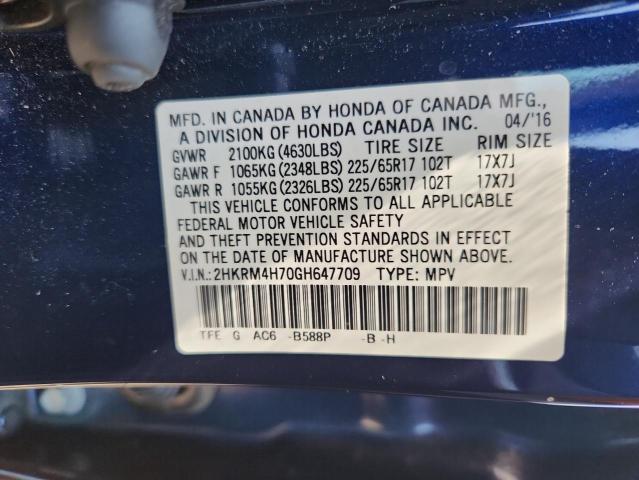 MFD. IN CANADA BY HONDA OF CANADA MFG.,
A DIVISION OF HONDA CANADA INC. 04/'16
GVWR 2100KG(4630LBS) TIRE SIZE RIM SIZE
GAWR F 1065KG(2348LBS) 225/65R17 102T 17X7J
GAWR R 1055KG(2326LBS) 225/65R17 102T 17X7J
THIS VEHICLE CONFORMS TO ALL APPLICABLE
FEDERAL MOTOR VEHICLE SAFETY
AND THEFT PREVENTION STANDARDS IN EFFECT
ON THE DATE OF MANUFACTURE SHOWN ABOVE.
V.I.N.: 2HKRM4H70GH647709 TYPE: MPV
TFE G AC6 -B588P -B -H